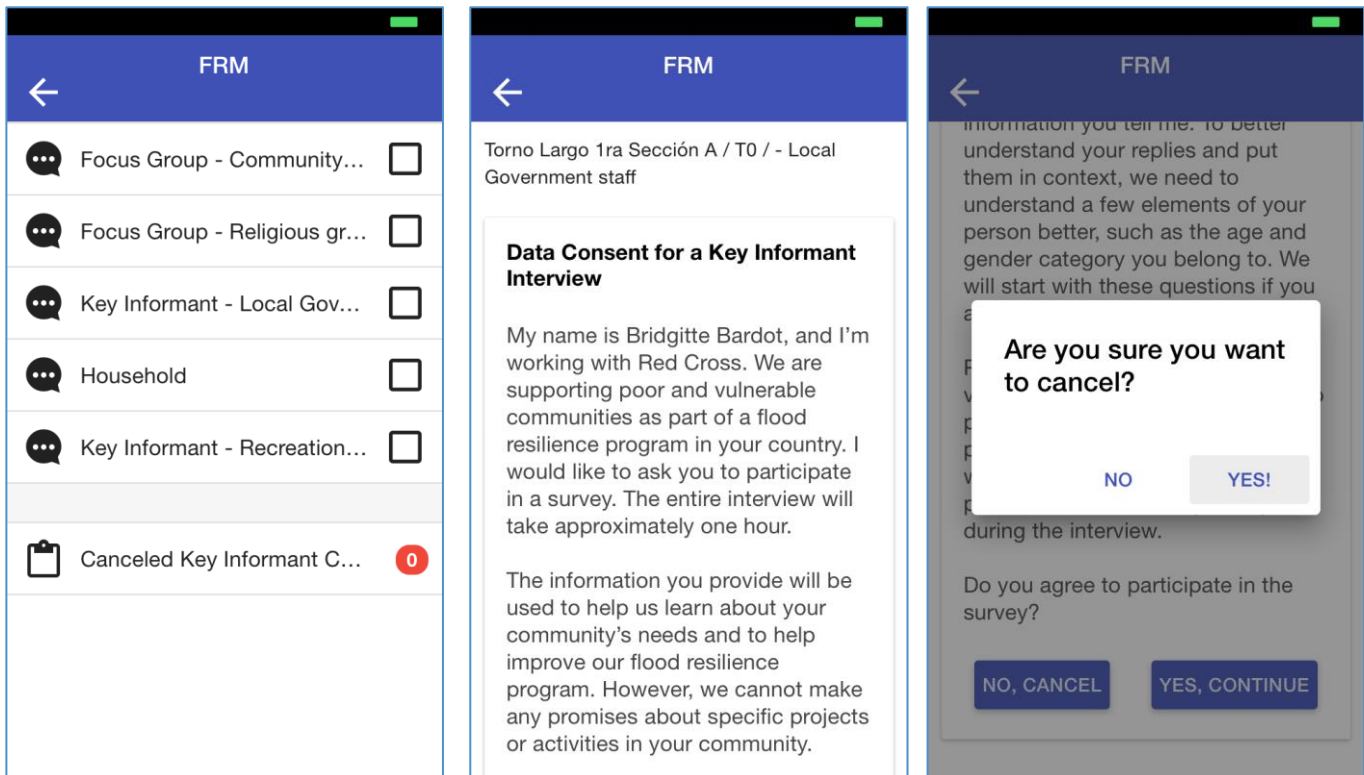 FRM
Focus Group - Community...
Focus Group - Religious gr...
Key Informant - Local Gov...
Household
Key Informant - Recreation...
Canceled Key Informant C...
0
FRM
Torno Largo 1ra Sección A / T0 / - Local
Government staff
Data Consent for a Key Informant
Interview
My name is Bridgitte Bardot, and I'm
working with Red Cross. We are
supporting poor and vulnerable
communities as part of a flood
resilience program in your country. I
would like to ask you to participate
in a survey. The entire interview will
take approximately one hour.
The information you provide will be
used to help us learn about your
community's needs and to help
improve our flood resilience
program. However, we cannot make
any promises about specific projects
or activities in your community.
FRM
information you tell me. To better
understand your replies and put
them in context, we need to
understand a few elements of your
person better, such as the age and
gender category you belong to. We
will start with these questions if you
Are you sure you want
to cancel?
NO
YES!
during the interview.
Do you agree to participate in the
survey?
NO, CANCEL
YES, CONTINUE